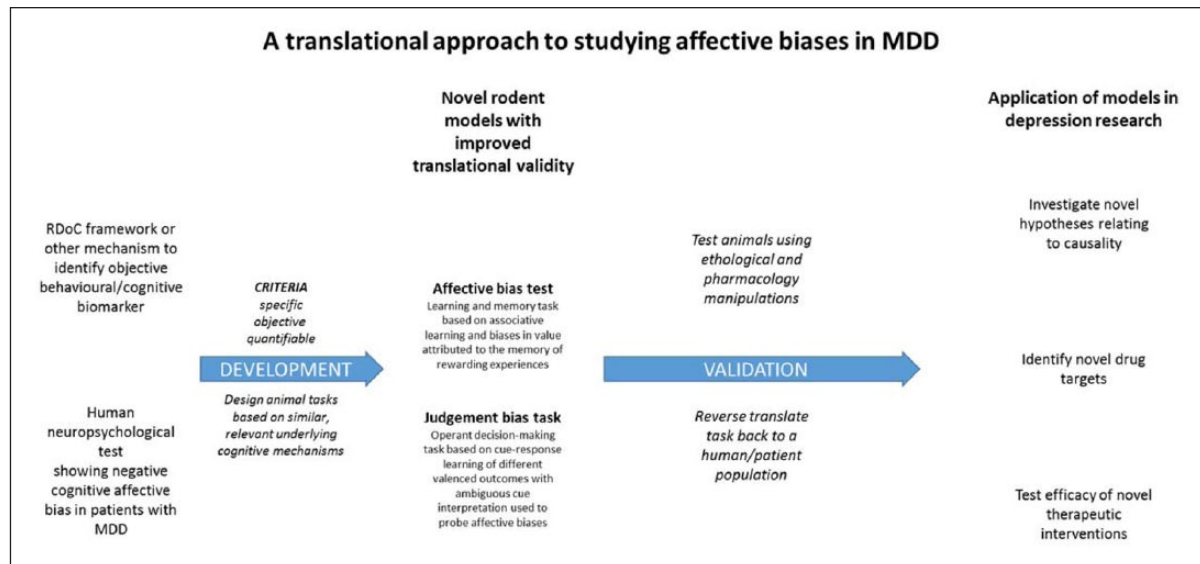 A translational approach to studying affective biases in MDD
Novel rodent
models with
improved
translational validity
Application of models in
depression research
RDoC framework or
other mechanism to
identify objective
behavioural/cognitive
biomarker
Human
neuropsychological
test
showing negative
cognitive affective
bias in patients with
MDD
CRITERIA
specific
objective
quantifiable
DEVELOPMENT
Design animal tasks
based on similar,
relevant underlying
cognitive mechanisms
Affective bias test
Learning and memory task
based on associative
learning and biases in value
attributed to the memory of
rewarding experiences
Judgement bias task
Operant decision-making
task based on cue-response
learning of different
valenced outcomes with
ambiguous cue
interpretation used to
probe affective biases
Test animals using
ethological and
pharmacology
manipulations
VALIDATION
Reverse translate
task back to a
human/patient
population
Investigate novel
hypotheses relating
to causality
Identify novel drug
targets
Test efficacy of novel
therapeutic
interventions